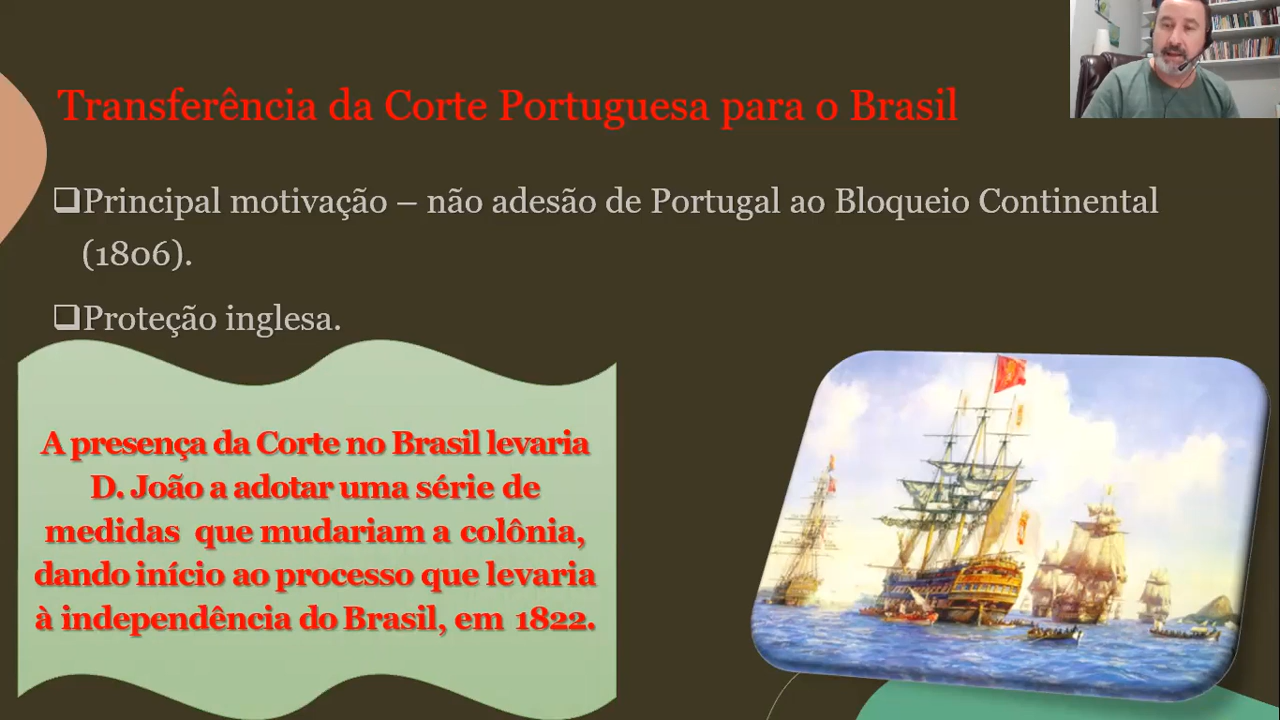 Transferência da Corte Portuguesa para o Brasil
❑Principal motivação – não adesão de Portugal ao Bloqueio Continental
(1806).
❑Proteção inglesa.
A presença da Corte no Brasil levaria
D. João a adotar uma série de
medidas que mudariam a colônia,
dando início ao processo que levaria
à independência do Brasil, em 1822.